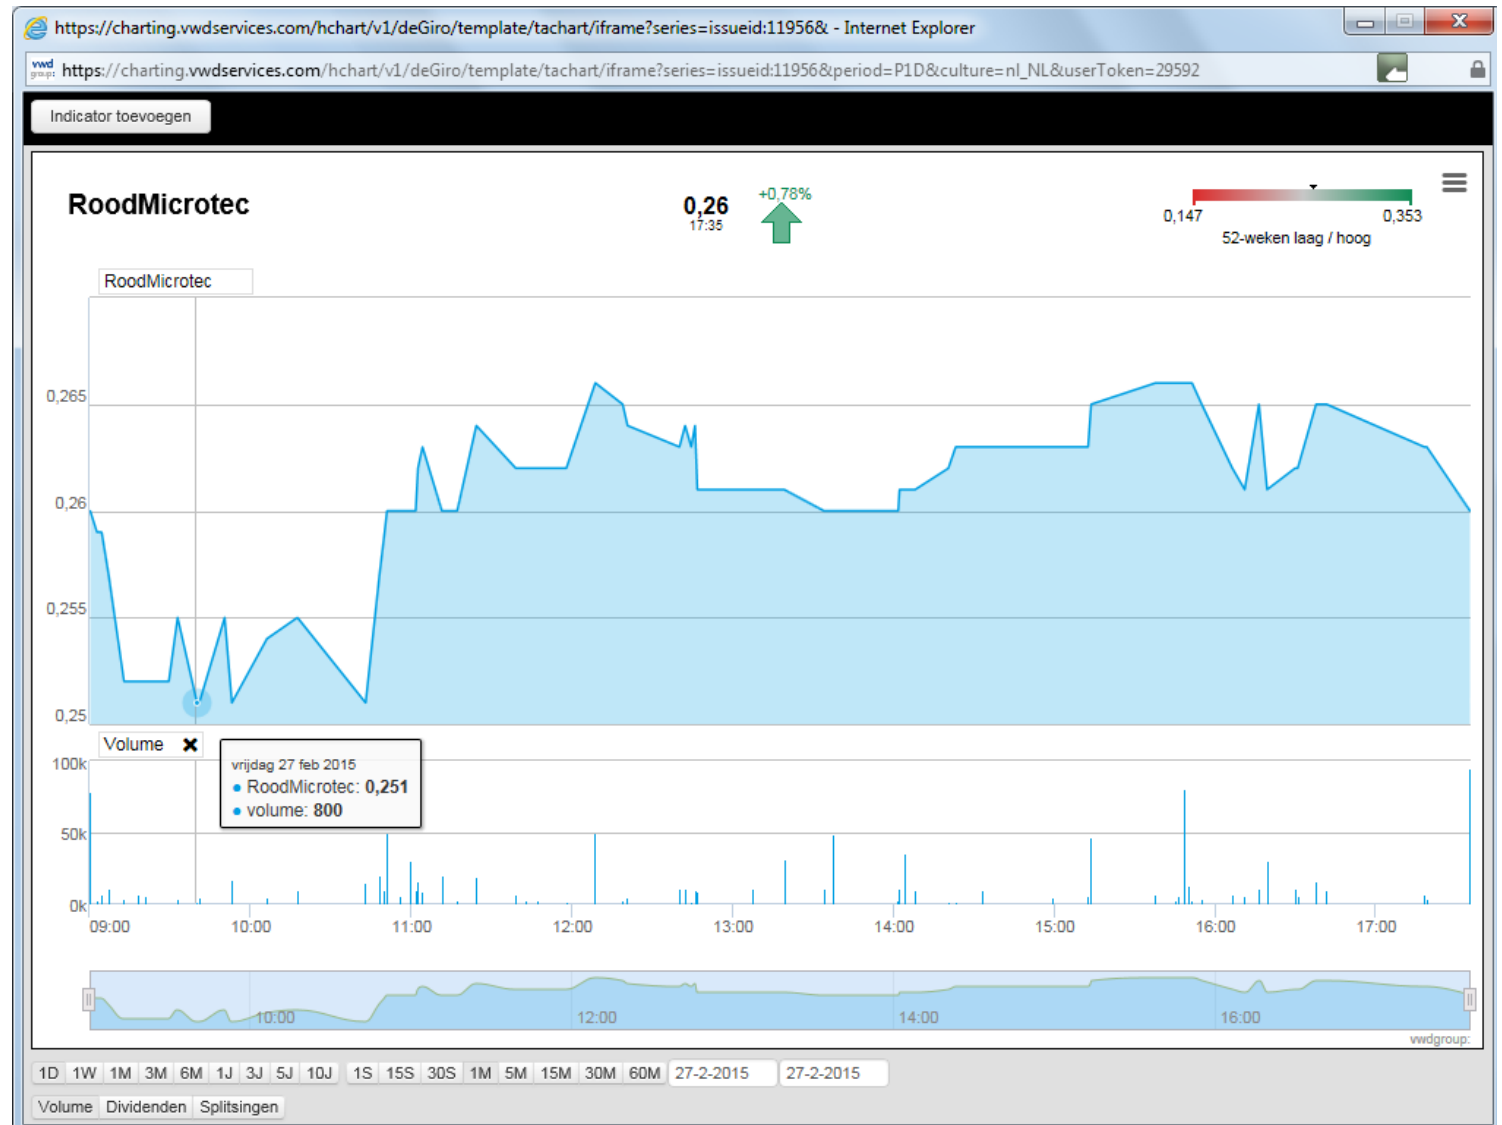 https://charting.vwdservices.com/hchart/v1/deGiro/template/tachart/iframe?series=issueid:11956& - Internet Explorer
vwd group: https://charting.vwdservices.com/hchart/v1/deGiro/template/tachart/iframe?series=issueid:11956&period=P1D&culture=nl_NL&userToken=29592
Indicator toevoegen
RoodMicrotec
0,26
17:35
+0,78%
0,147 0,353
52-weken laag / hoog
RoodMicrotec
0,265
0,26
0,255
0,25
Volume
vrijdag 27 feb 2015
RoodMicrotec: 0,251
volume: 800
100k
50k
0k
09:00 10:00 11:00 12:00 13:00 14:00 15:00 16:00 17:00
10:00 12:00 14:00 16:00
vwdgroup:
1D 1W 1M 3M 6M 1J 3J 5J 10J 1S 15S 30S 1M 5M 15M 30M 60M 27-2-2015 27-2-2015
Volume Dividenden Splitsingen